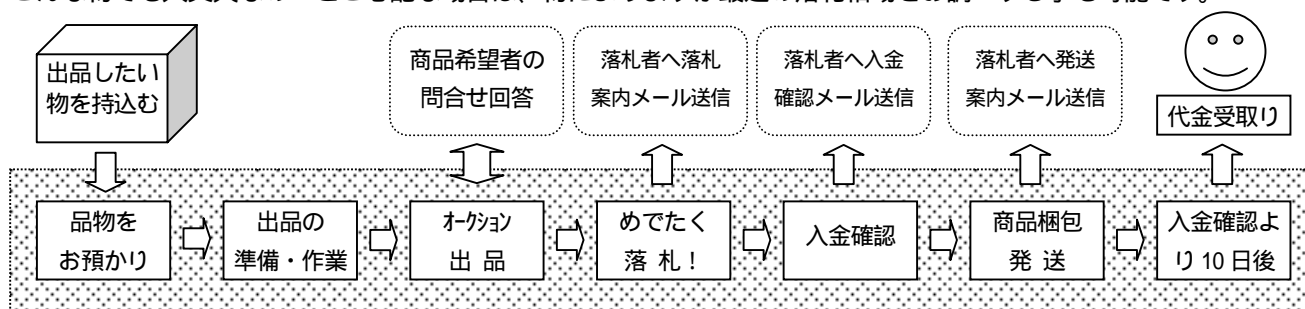 出品したい
物を持込む
商品希望者の
問合せ回答
落札者へ落札
案内メール送信
落札者へ入金
確認メール送信
落札者へ発送
案内メール送信
代金受取り
品物を
お預かり
出品の
準備・作業
ｵｰｸｼｮﾝ
出 品
めでたく
落 札！
入金確認
商品梱包
発 送
入金確認よ
り 10 日後